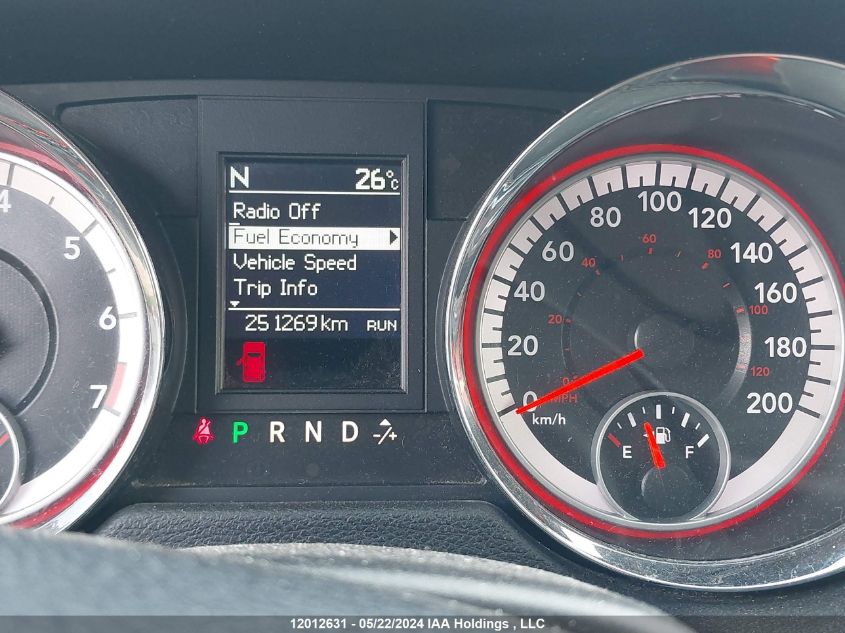 4
5
6
7
N 26°C
Radio Off
Fuel Economy
Vehicle Speed
Trip Info
251269 km RUN
P R N D -/+
0 20 40 60 80 100 120 140 160 180 200
km/h
20 40 60 80 100 120
MPH
E F
12012631 - 05/22/2024 IAA Holdings , LLC